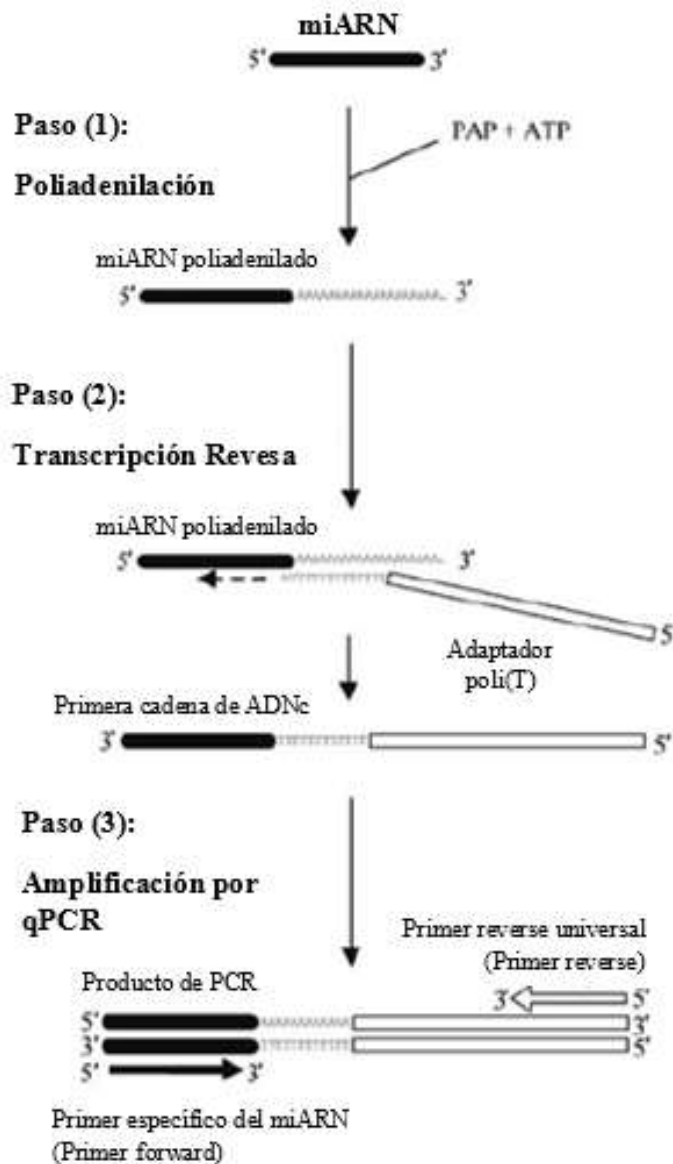 miARN
5' 3'
Paso (1):
PAP + ATP
Poliadenilación
miARN poliadenilado
5' 3'
Paso (2):
Transcripción Revesa
miARN poliadenilado
5' 3'
5'
Adaptador
poli(T)
Primera cadena de ADNc
3' 5'
Paso (3):
Amplificación por
qPCR
Primer reverse universal
(Primer reverse)
Producto de PCR
3' 5'
5' 3'
3' 5'
5' 3'
Primer específico del miARN
(Primer forward)